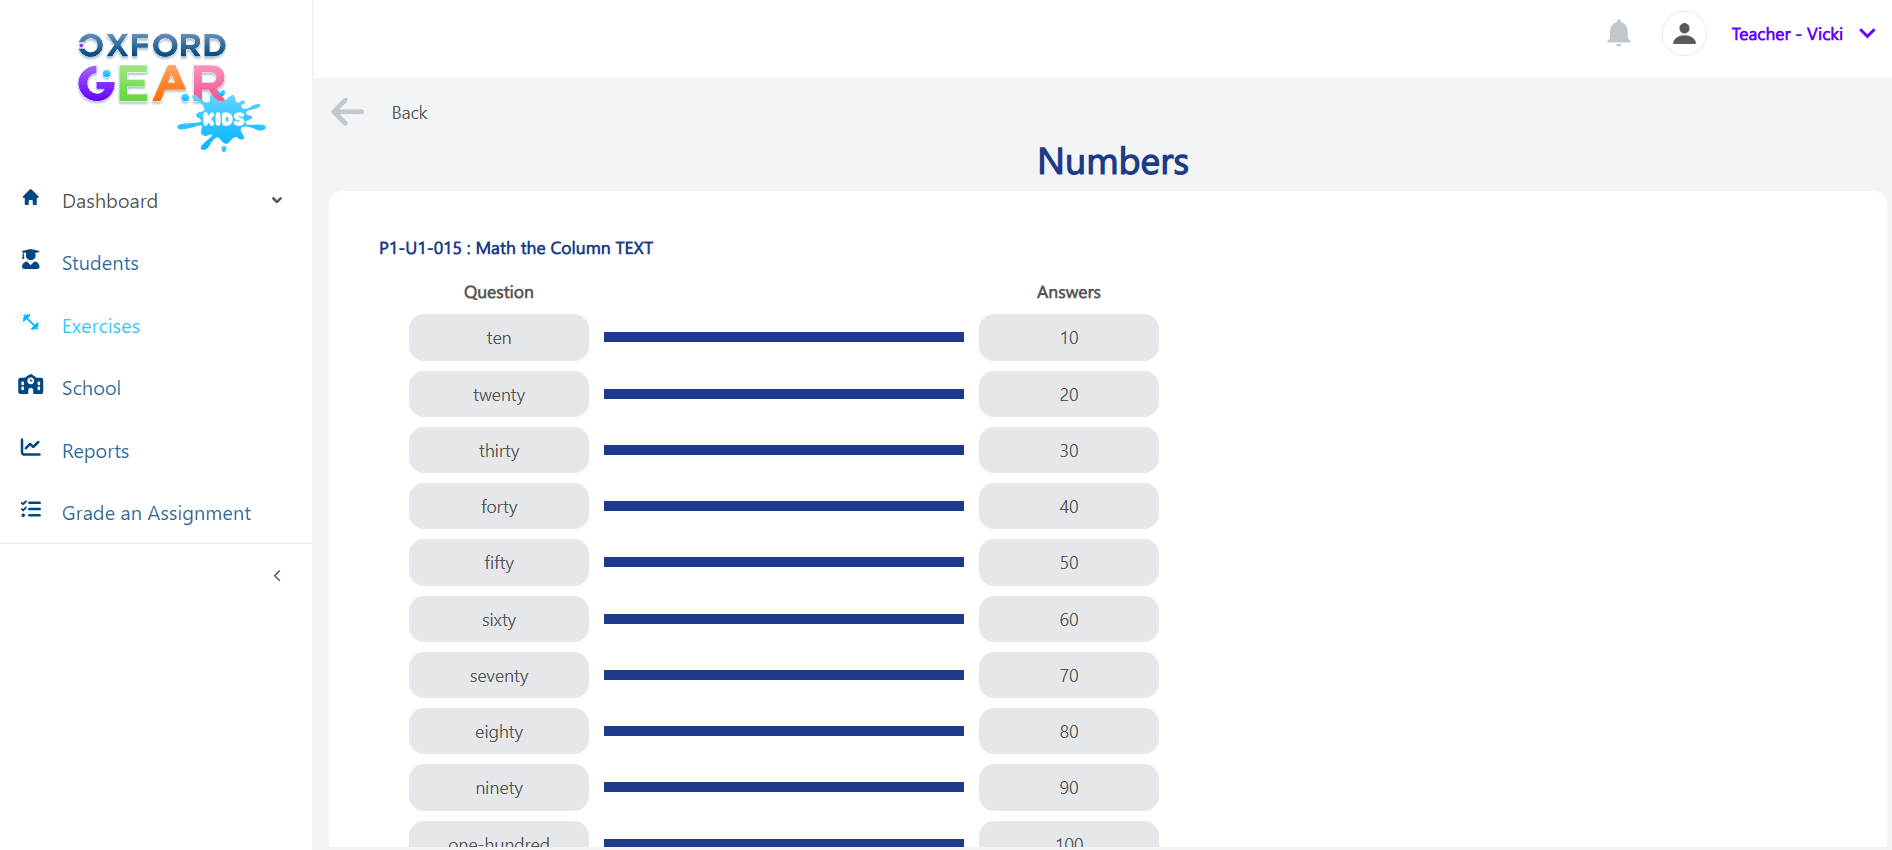 OXFORD
GEAR
KIDS
Teacher - Vicki
Back
Dashboard
Students
Exercises
School
Reports
Grade an Assignment
Numbers
P1-U1-015 : Math the Column TEXT
Question Answers
ten 10
twenty 20
thirty 30
forty 40
fifty 50
sixty 60
seventy 70
eighty 80
ninety 90
one-hundred 100